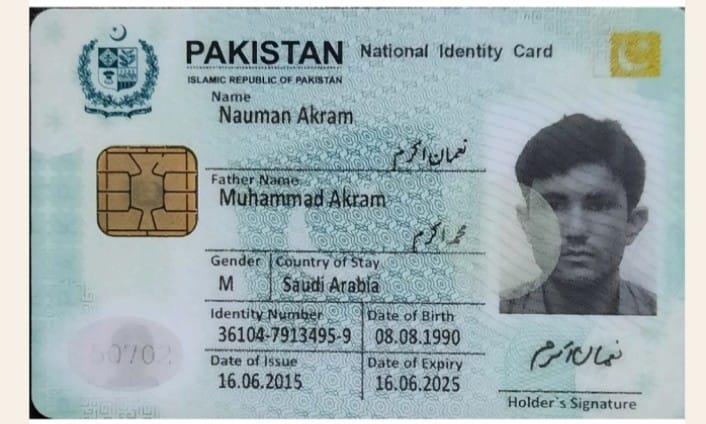 PAKISTAN National Identity Card
ISLAMIC REPUBLIC OF PAKISTAN
Name
Nauman Akram
نعمان اکرم
Father Name
Muhammad Akram
محمد اکرم
Gender Country of Stay
M Saudi Arabia
Identity Number Date of Birth
36104-7913495-9 08.08.1990
Date of Issue Date of Expiry
16.06.2015 16.06.2025
50702
نعمان اکرم
Holder`s Signature